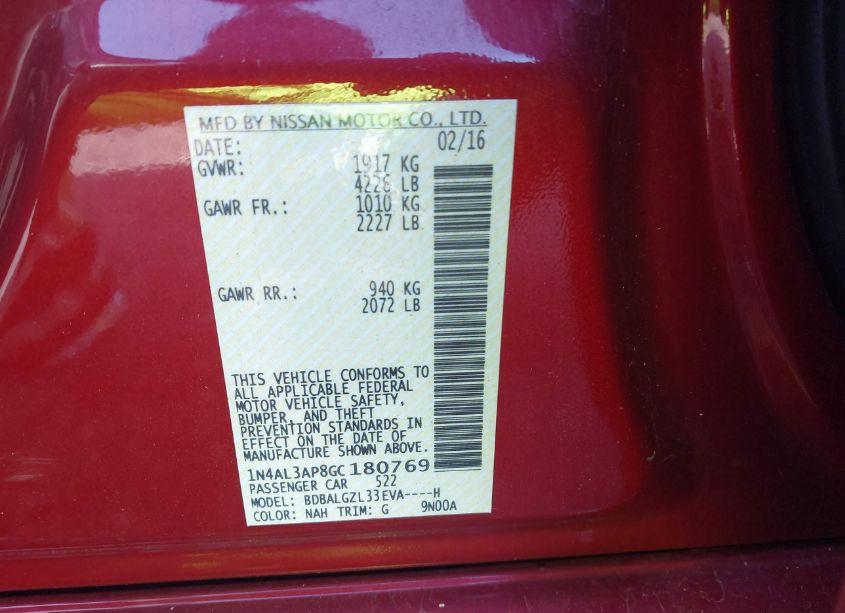 MFD BY NISSAN MOTOR CO., LTD.
DATE: 02/16
GVWR: 1917 KG
4226 LB
GAWR FR.: 1010 KG
2227 LB
GAWR RR.: 940 KG
2072 LB
THIS VEHICLE CONFORMS TO
ALL APPLICABLE FEDERAL
MOTOR VEHICLE SAFETY,
BUMPER, AND THEFT
PREVENTION STANDARDS IN
EFFECT ON THE DATE OF
MANUFACTURE SHOWN ABOVE.
1N4AL3AP8GC180769
PASSENGER CAR 522
MODEL: BDBALGZL33EVA----H
COLOR: NAH TRIM: G 9N00A